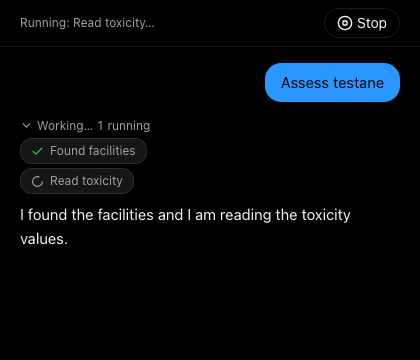 Running: Read toxicity...
Stop
Assess testane
Working... 1 running
Found facilities
Read toxicity
I found the facilities and I am reading the toxicity
values.